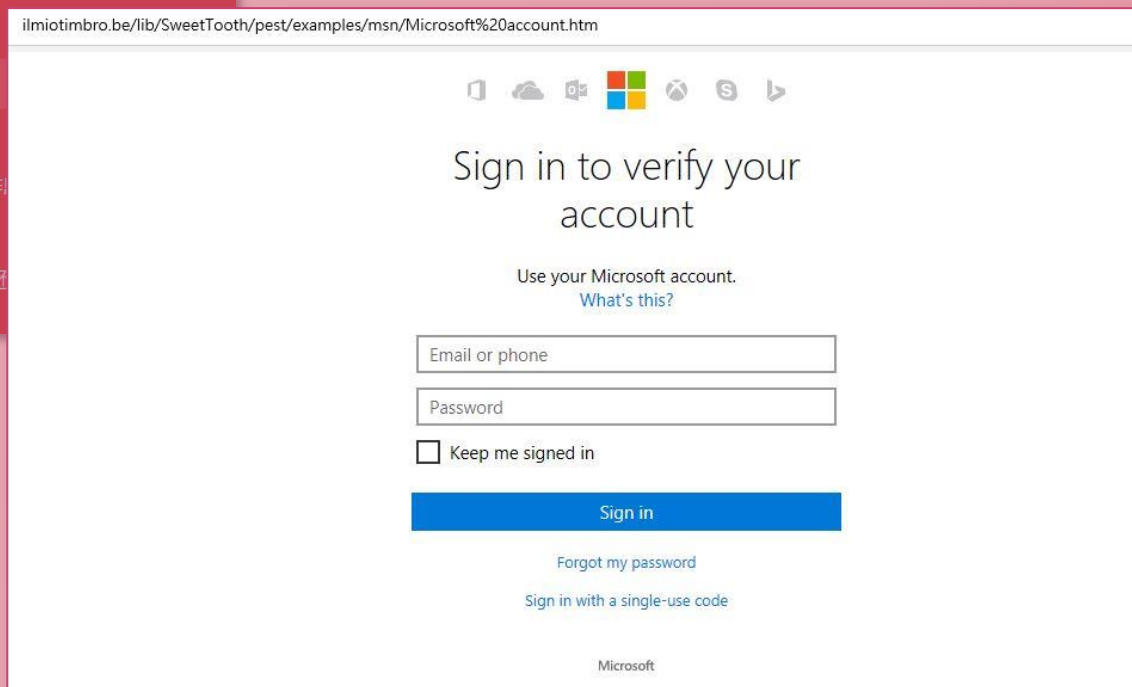 ilmiotimbro.be/lib/SweetTooth/pest/examples/msn/Microsoft%20account.htm
Sign in to verify your
account
Use your Microsoft account.
What's this?
Email or phone
Password
Keep me signed in
Sign in
Forgot my password
Sign in with a single-use code
Microsoft